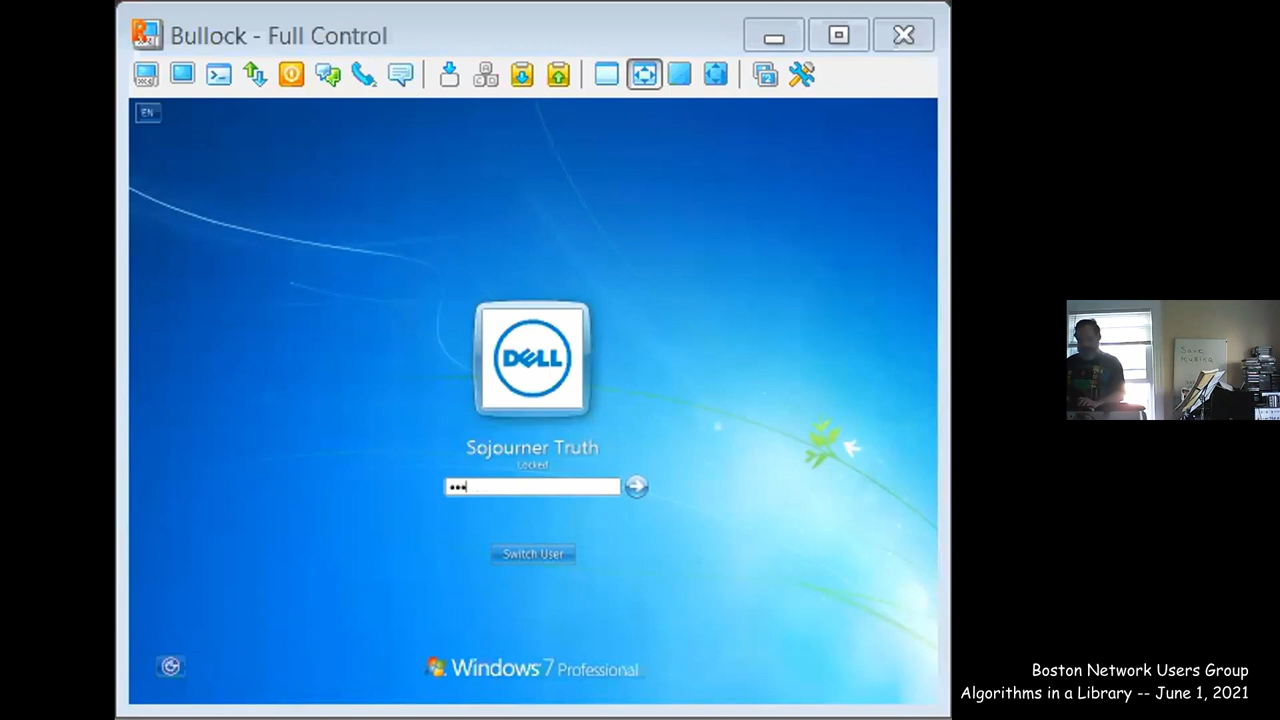 Bullock - Full Control
EN
DELL
Sojourner Truth
Locked
Switch User
Windows 7 Professional
Save
Boston Network Users Group
Algorithms in a Library -- June 1, 2021